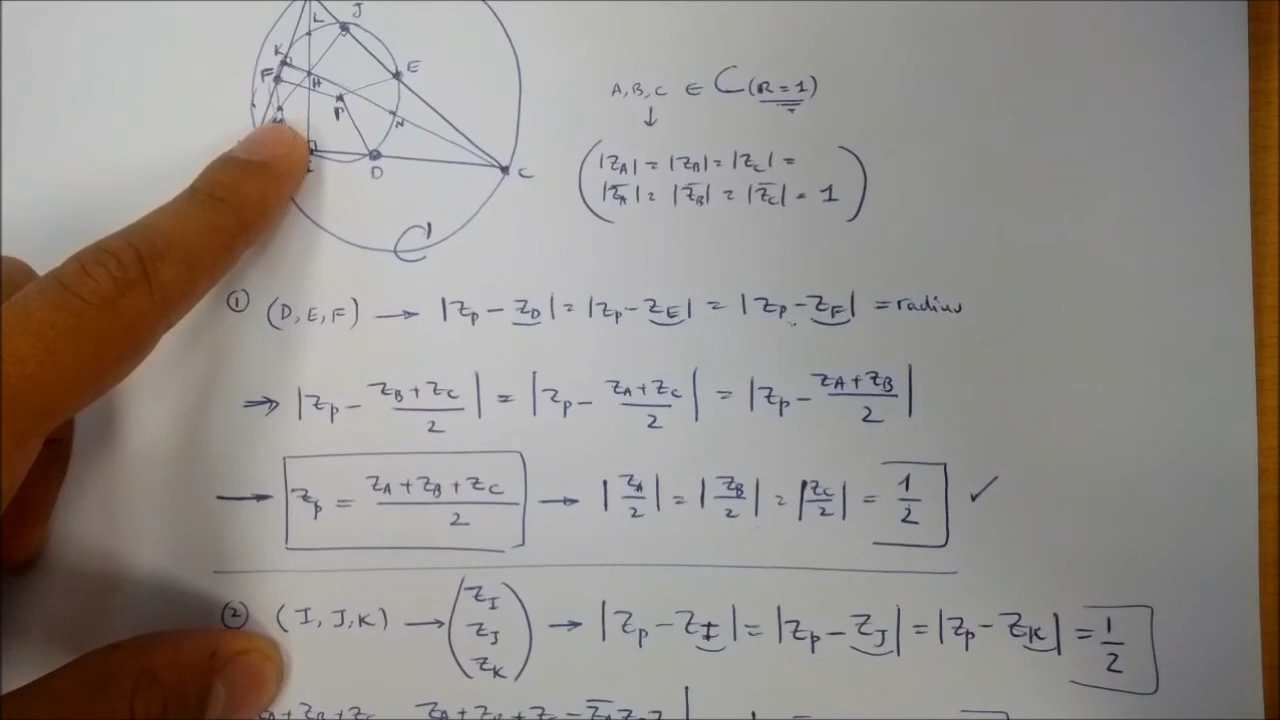 L
J
K
F
H
E
P
N
I
D
C
C
A, B, C ∈ C (R = 1)
↓
|z_A| = |z_B| = |z_C| =
|z̄_A| = |z̄_B| = |z̄_C| = 1
① (D, E, F) → |z_p - z_D| = |z_p - z_E| = |z_p - z_F| = radius
⇒ |z_p - (z_B + z_C)/2| = |z_p - (z_A + z_C)/2| = |z_p - (z_A + z_B)/2|
→ z_p = (z_A + z_B + z_C)/2 → |z_A/2| = |z_B/2| = |z_C/2| = 1/2 ✓
② (I, J, K) → (z_I z_J z_K) → |z_p - z_I| = |z_p - z_J| = |z_p - z_K| = 1/2